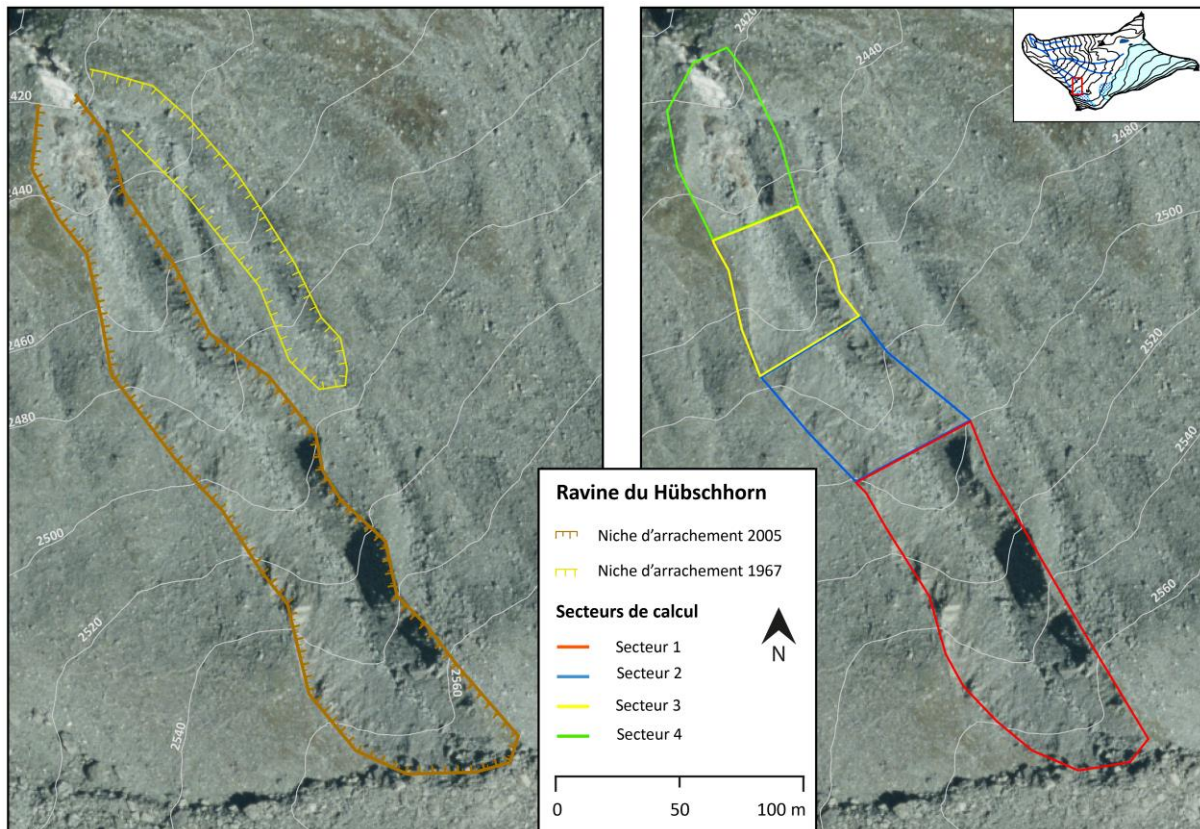 420
2440
2460
2480
2500
2520
2540
2560
2420
2440
2480
2500
2520
2540
2560
Ravine du Hübschhorn
Niche d'arrachement 2005
Niche d'arrachement 1967
Secteurs de calcul
Secteur 1
Secteur 2
Secteur 3
Secteur 4
N
0 50 100 m